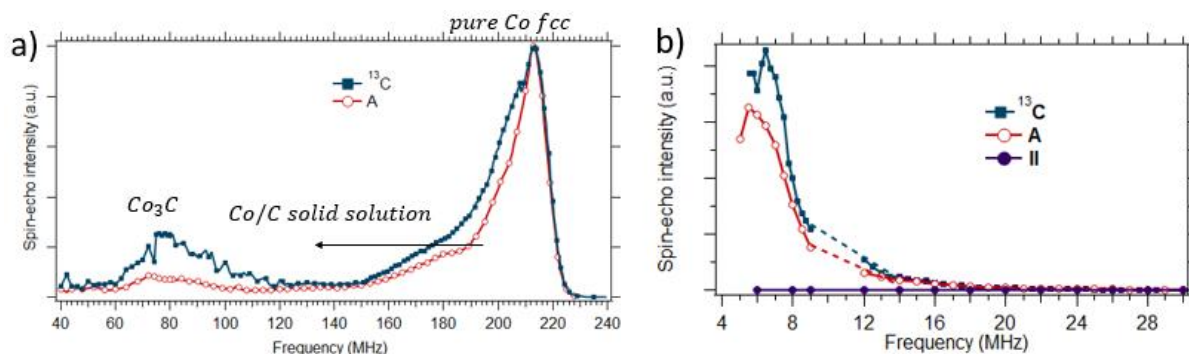 a)
pure Co fcc
¹³C
A
Co₃C
Co/C solid solution
Spin-echo intensity (a.u.)
40 60 80 100 120 140 160 180 200 220 240
Frequency (MHz)
b)
¹³C
A
II
Spin-echo intensity (a.u.)
4 8 12 16 20 24 28
Frequency (MHz)